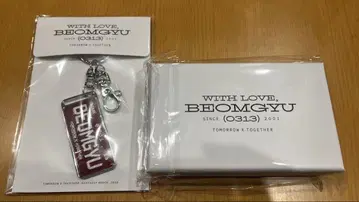 WITH LOVE,
BEOMGYU
SINCE (0313) 2001
TOMORROW X TOGETHER
BEOMGYU
WITH LOVE,
BEOMGYU
SINCE (0313) 2001
TOMORROW X TOGETHER